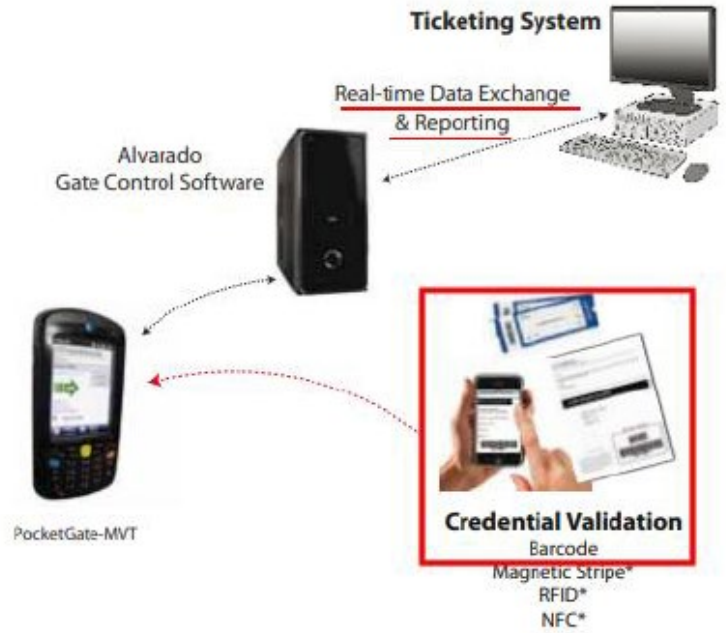 Ticketing System
Real-time Data Exchange
& Reporting
Alvarado
Gate Control Software
PocketGate-MVT
Credential Validation
Barcode
Magnetic Stripe*
RFID*
NFC*